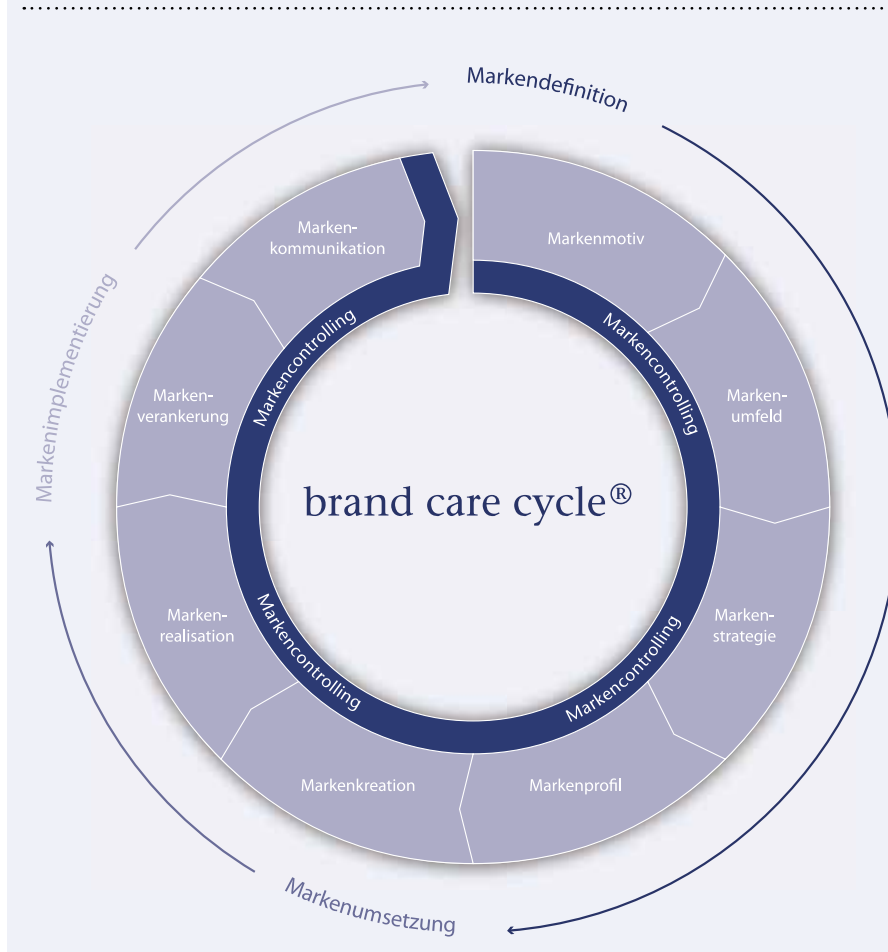 Markendefinition
Markenmotiv
Marken-
umfeld
Marken-
strategie
Markenprofil
Markenkreation
Marken-
realisation
Marken-
verankerung
Marken-
kommunikation
Markencontrolling
Markencontrolling
Markencontrolling
Markencontrolling
brand care cycle®
Markenumsetzung
Markenimplementierung